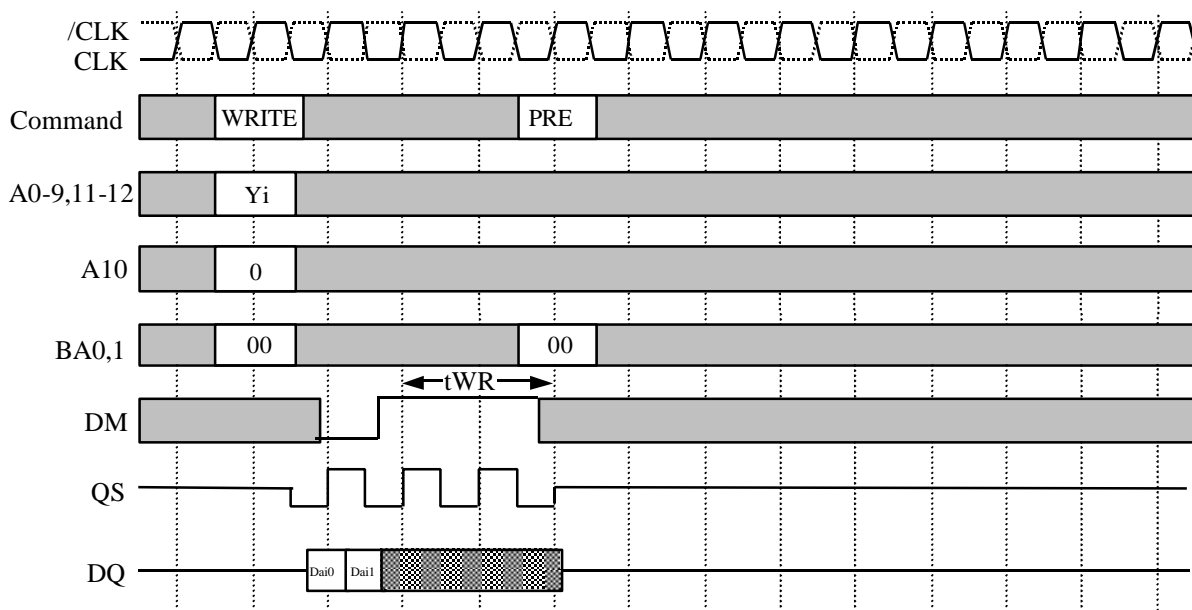 /CLK
CLK
Command WRITE PRE
A0-9,11-12 Yi
A10 0
BA0,1 00 00
tWR
DM
QS
DQ Dai0 Dai1